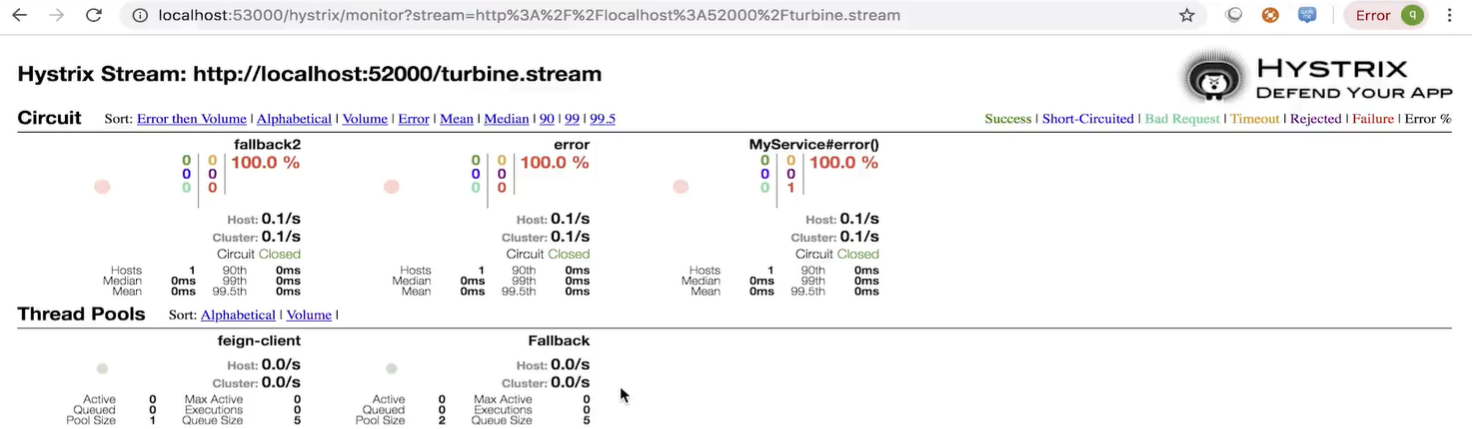 localhost:53000/hystrix/monitor?stream=http%3A%2F%2Flocalhost%3A52000%2Fturbine.stream Error q
Hystrix Stream: http://localhost:52000/turbine.stream
HYSTRIX
DEFEND YOUR APP
Circuit Sort: Error then Volume | Alphabetical | Volume | Error | Mean | Median | 90 | 99 | 99.5
Success | Short-Circuited | Bad Request | Timeout | Rejected | Failure | Error %
fallback2
0 0 100.0 %
0 0
0 0
Host: 0.1/s
Cluster: 0.1/s
Circuit Closed
Hosts 1 90th 0ms
Median 0ms 99th 0ms
Mean 0ms 99.5th 0ms
error
0 0 100.0 %
0 0
0 0
Host: 0.1/s
Cluster: 0.1/s
Circuit Closed
Hosts 1 90th 0ms
Median 0ms 99th 0ms
Mean 0ms 99.5th 0ms
MyService#error()
0 0 100.0 %
0 0
0 1
Host: 0.1/s
Cluster: 0.1/s
Circuit Closed
Hosts 1 90th 0ms
Median 0ms 99th 0ms
Mean 0ms 99.5th 0ms
Thread Pools Sort: Alphabetical | Volume |
feign-client
Host: 0.0/s
Cluster: 0.0/s
Active 0 Max Active 0
Queued 0 Executions 0
Pool Size 1 Queue Size 5
Fallback
Host: 0.0/s
Cluster: 0.0/s
Active 0 Max Active 0
Queued 0 Executions 0
Pool Size 2 Queue Size 5